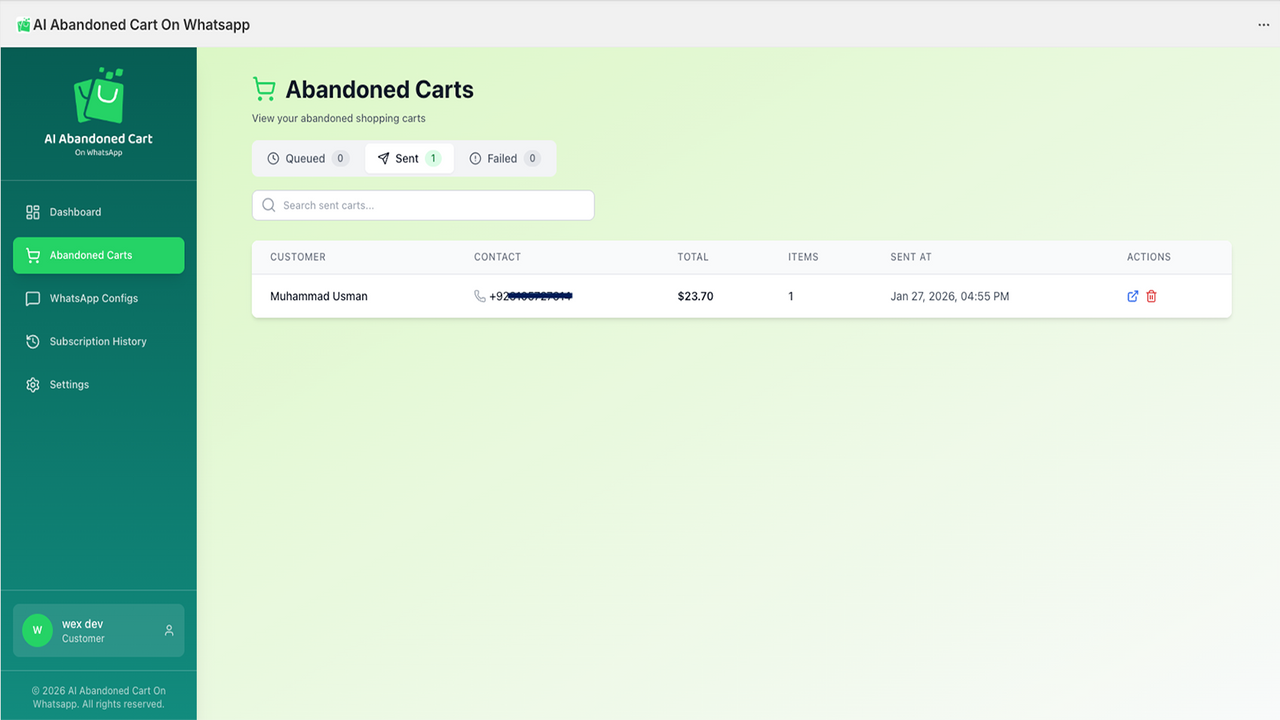 AI Abandoned Cart On Whatsapp
AI Abandoned Cart
On WhatsApp
Dashboard
Abandoned Carts
WhatsApp Configs
Subscription History
Settings
W
wex dev
Customer
© 2026 AI Abandoned Cart On
Whatsapp. All rights reserved.
Abandoned Carts
View your abandoned shopping carts
Queued 0 Sent 1 Failed 0
Search sent carts...
CUSTOMER CONTACT TOTAL ITEMS SENT AT ACTIONS
Muhammad Usman +92 $23.70 1 Jan 27, 2026, 04:55 PM